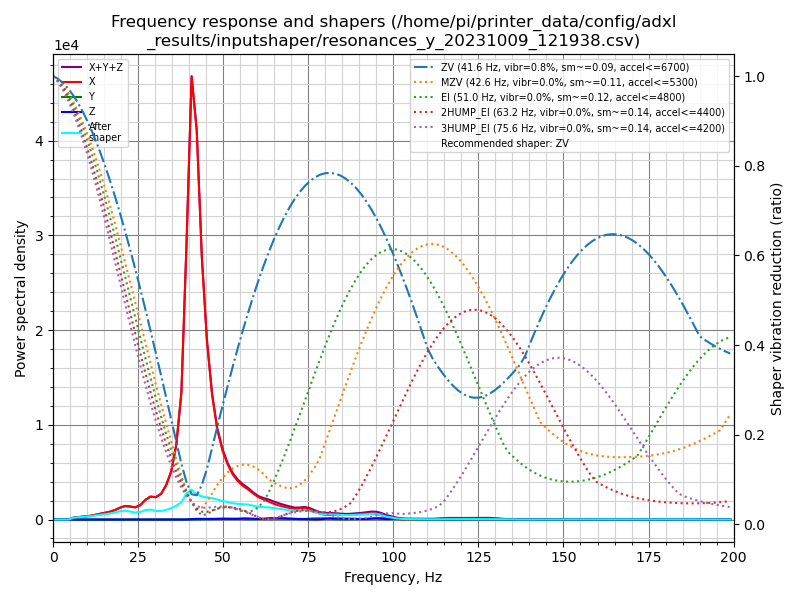 Frequency response and shapers (/home/pi/printer_data/config/adxl
_results/inputshaper/resonances_y_20231009_121938.csv)
1e4
X+Y+Z
X
Y
Z
After
shaper
ZV (41.6 Hz, vibr=0.8%, sm~=0.09, accel<=6700)
MZV (42.6 Hz, vibr=0.0%, sm~=0.11, accel<=5300)
EI (51.0 Hz, vibr=0.0%, sm~=0.12, accel<=4800)
2HUMP_EI (63.2 Hz, vibr=0.0%, sm~=0.14, accel<=4400)
3HUMP_EI (75.6 Hz, vibr=0.0%, sm~=0.14, accel<=4200)
Recommended shaper: ZV
Power spectral density
4
3
2
1
0
1.0
0.8
0.6
0.4
0.2
0.0
Shaper vibration reduction (ratio)
0 25 50 75 100 125 150 175 200
Frequency, Hz